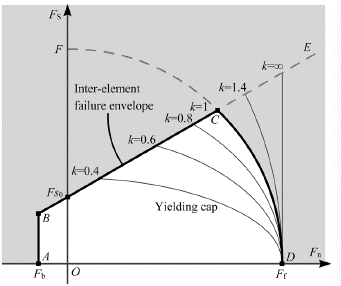 Fs
F
E
k=∞
k=1.4
Inter-element
failure envelope
k=1
C
k=0.8
k=0.6
k=0.4
Fs₀
B
Yielding cap
A
D
Fn
Fb
O
Ff